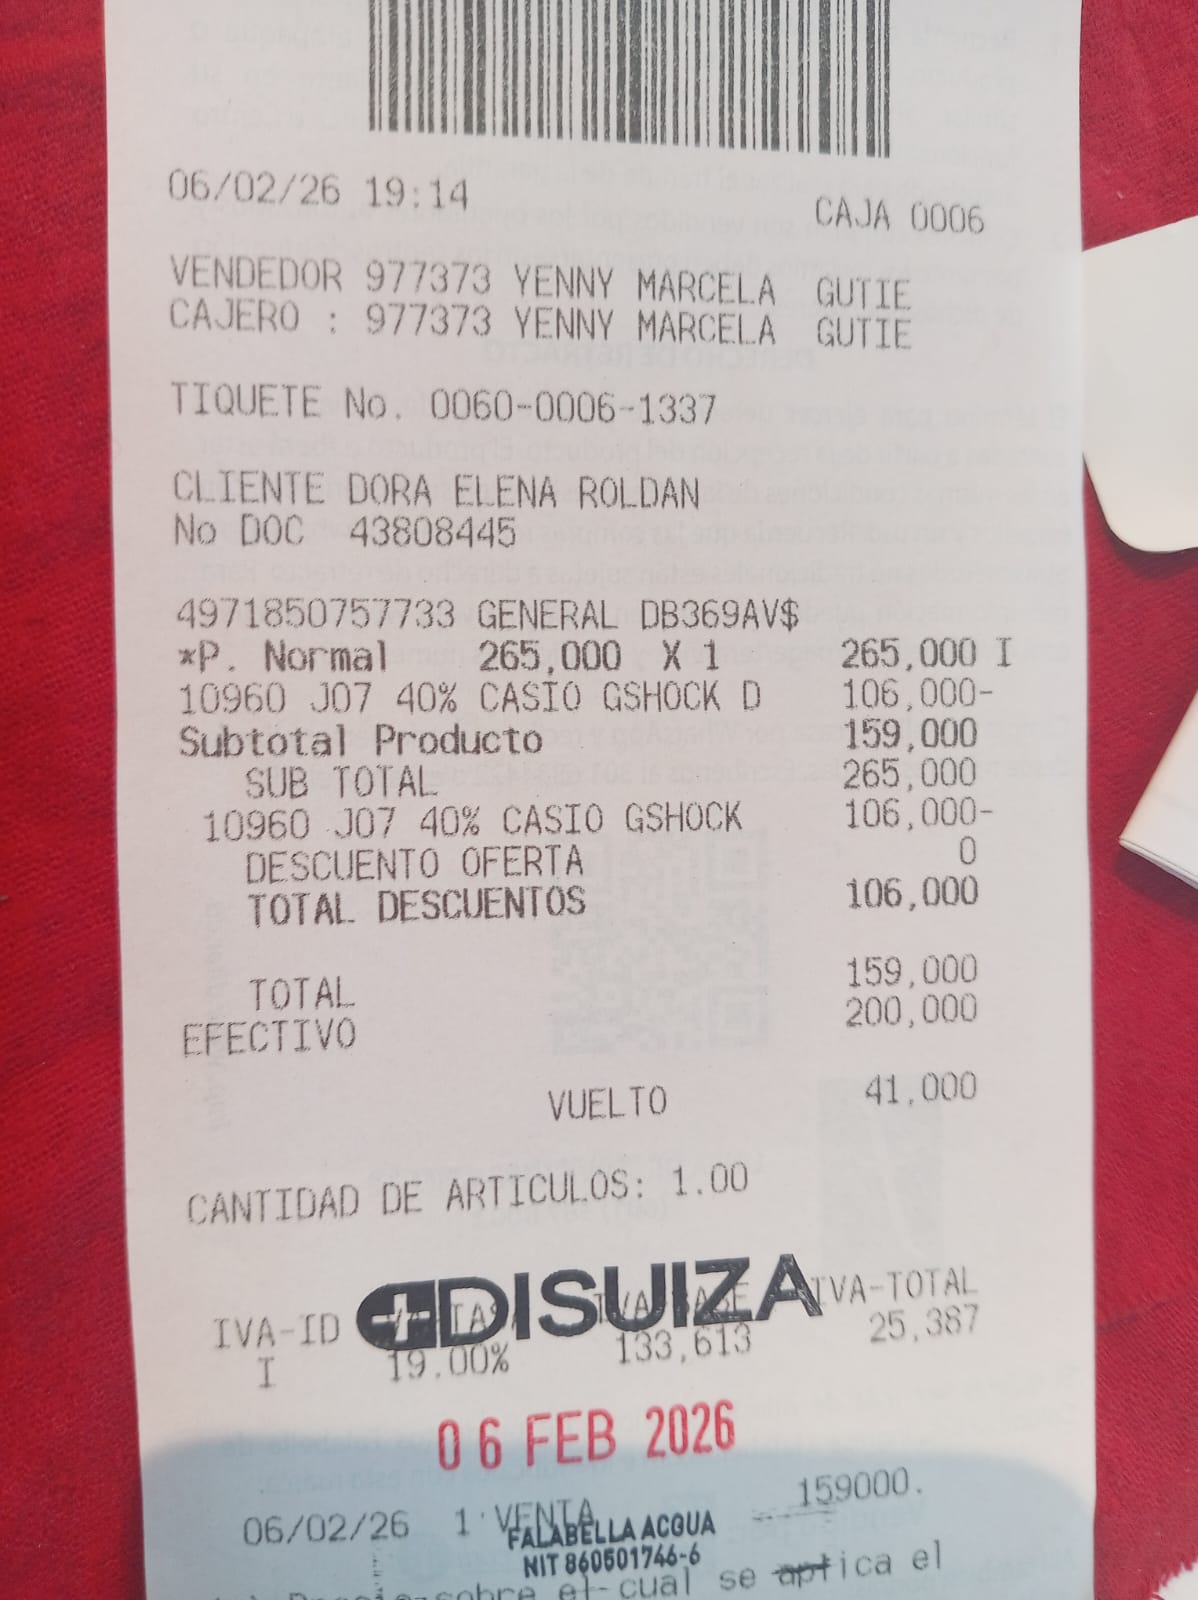 06/02/26 19:14 CAJA 0006
VENDEDOR 977373 YENNY MARCELA GUTIE
CAJERO : 977373 YENNY MARCELA GUTIE
TIQUETE No. 0060-0006-1337
CLIENTE DORA ELENA ROLDAN
No DOC 43808445
4971850757733 GENERAL DB369AV$
*P. Normal 265,000 X 1 265,000 I
10960 J07 40% CASIO GSHOCK D 106,000-
Subtotal Producto 159,000
SUB TOTAL 265,000
10960 J07 40% CASIO GSHOCK 106,000-
DESCUENTO OFERTA 0
TOTAL DESCUENTOS 106,000
TOTAL 159,000
EFECTIVO 200,000
VUELTO 41,000
CANTIDAD DE ARTICULOS: 1.00
DISUIZA
IVA-ID IVA-TOTAL
I 19.00% 133,613 25,387
06 FEB 2026
06/02/26 1 VENTA 159000.
FALABELLA ACQUA
NIT 860501746-6
sobre el cual se aplica el